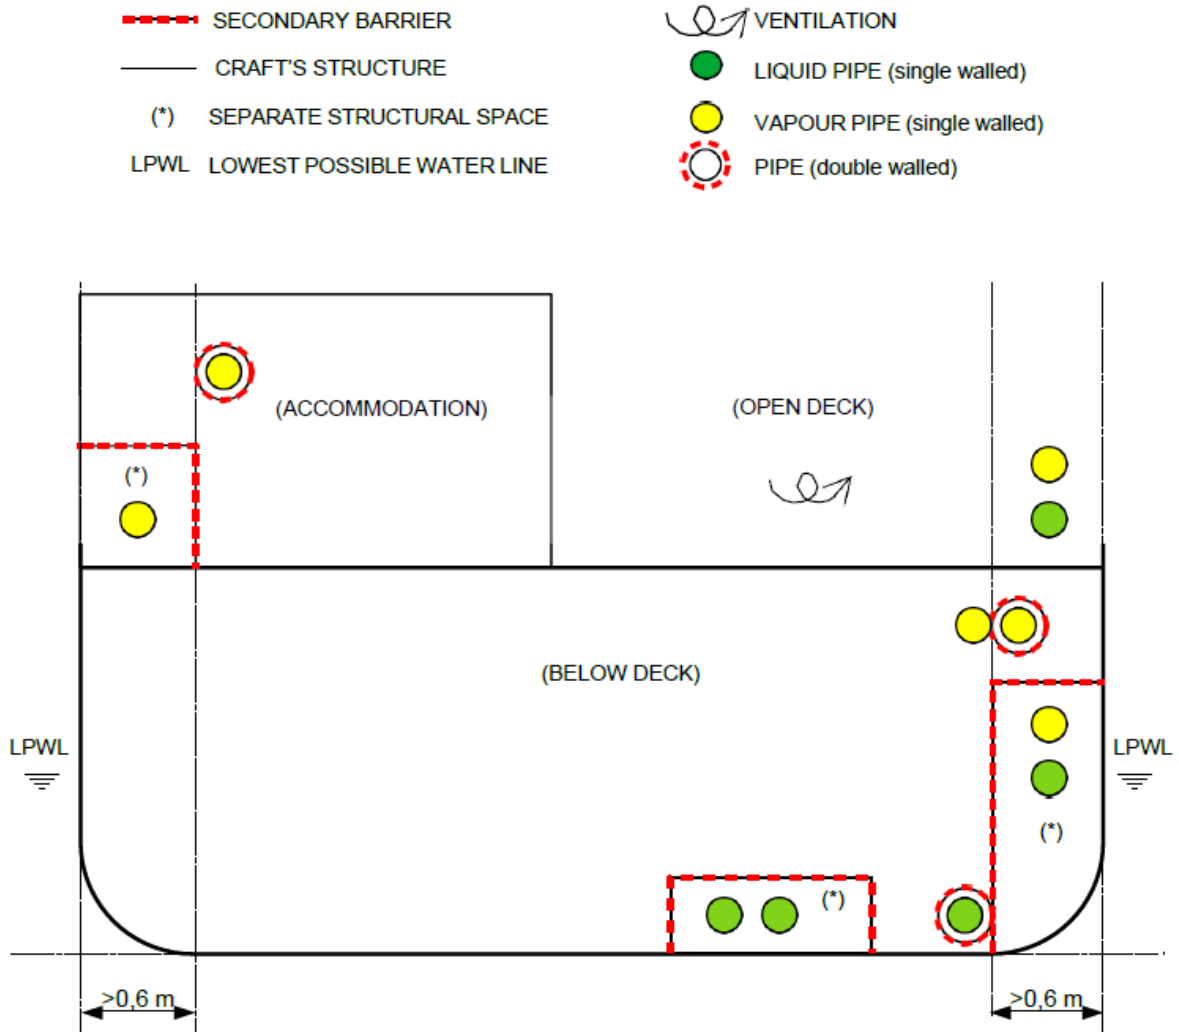 SECONDARY BARRIER
CRAFT'S STRUCTURE
(*) SEPARATE STRUCTURAL SPACE
LPWL LOWEST POSSIBLE WATER LINE
VENTILATION
LIQUID PIPE (single walled)
VAPOUR PIPE (single walled)
PIPE (double walled)
(ACCOMMODATION)
(OPEN DECK)
(*)
(BELOW DECK)
LPWL
LPWL
(*)
(*)
>0,6 m
>0,6 m